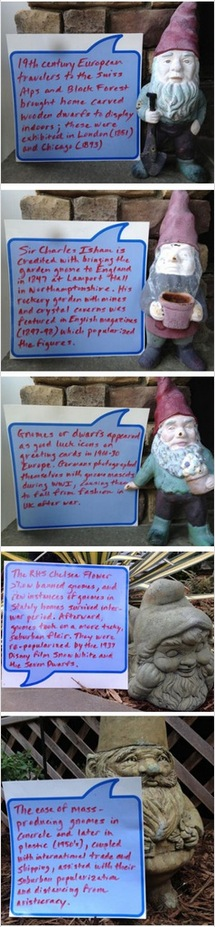 19th century European
travelers to the Swiss
Alps and Black Forest
brought home carved
wooden dwarfs to display
indoors; these were
exhibited in London (1851)
and Chicago (1893)
Sir Charles Isham is
credited with bringing the
garden gnome to England
in 1847 at Lamport Hall
in Northamptonshire. His
rockery garden with mines
and crystal caverns was
featured in English magazines
(1897-98) which popularized
the figures.
Gnomes or dwarfs appeared
as good luck icons on
greeting cards in 1900-30
Europe. Germans photographed
themselves with gnome mascots
during WWI, causing them
to fall from fashion in
UK after war.
The RHS Chelsea Flower
Show banned gnomes, and
few instances of gnomes in
stately homes survived inter-
war period. Afterward,
gnomes took on a more tacky,
suburban flair. They were
re-popularized by the 1937
Disney film Snow White and
the Seven Dwarfs.
The ease of mass-
producing gnomes in
concrete and later in
plastic (1950's), coupled
with international trade and
shipping, assisted with their
suburban popularization
and distancing from
aristocracy.